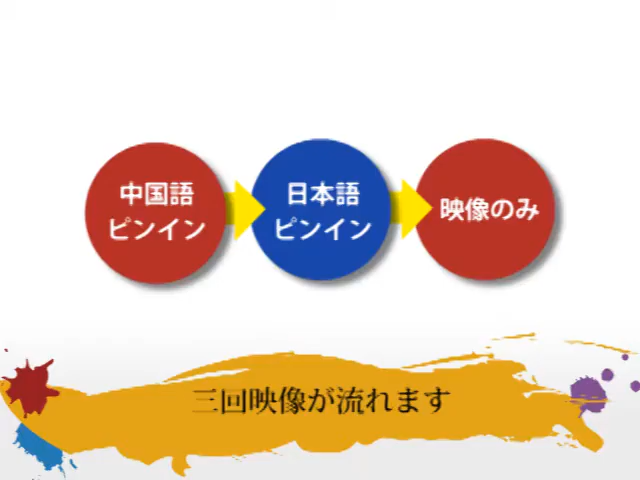 中国語
ピンイン
日本語
ピンイン
映像のみ
三回映像が流れます